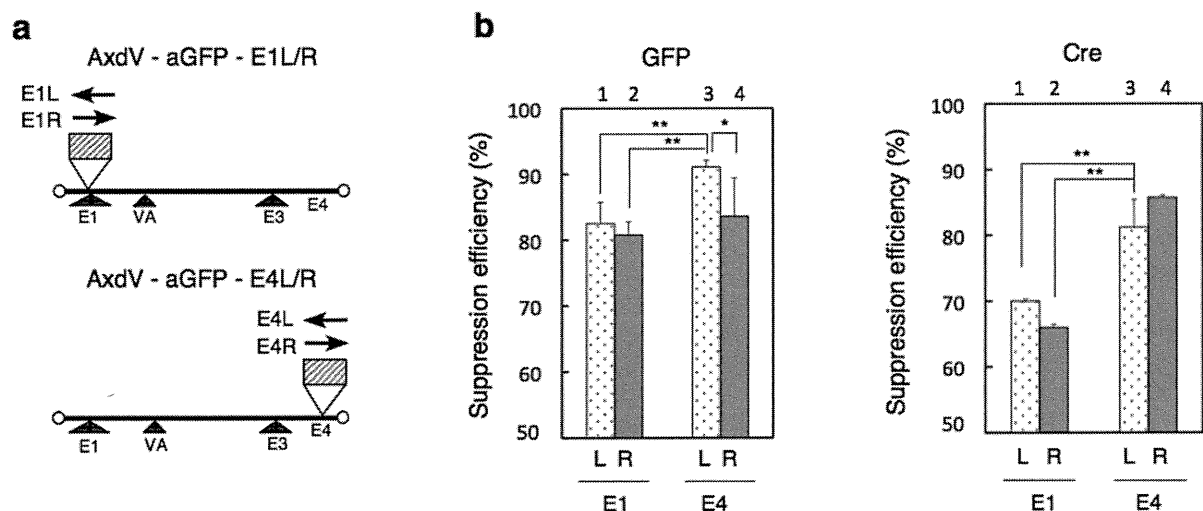 a
AxdV - aGFP - E1L/R
E1L
E1R
E1
VA
E3
E4
AxdV - aGFP - E4L/R
E4L
E4R
E1
VA
E3
E4
b
GFP
1 2 3 4
Suppression efficiency (%)
100
90
80
70
60
50
** *
**
L R L R
E1 E4
Cre
1 2 3 4
Suppression efficiency (%)
100
90
80
70
60
50
**
**
L R L R
E1 E4